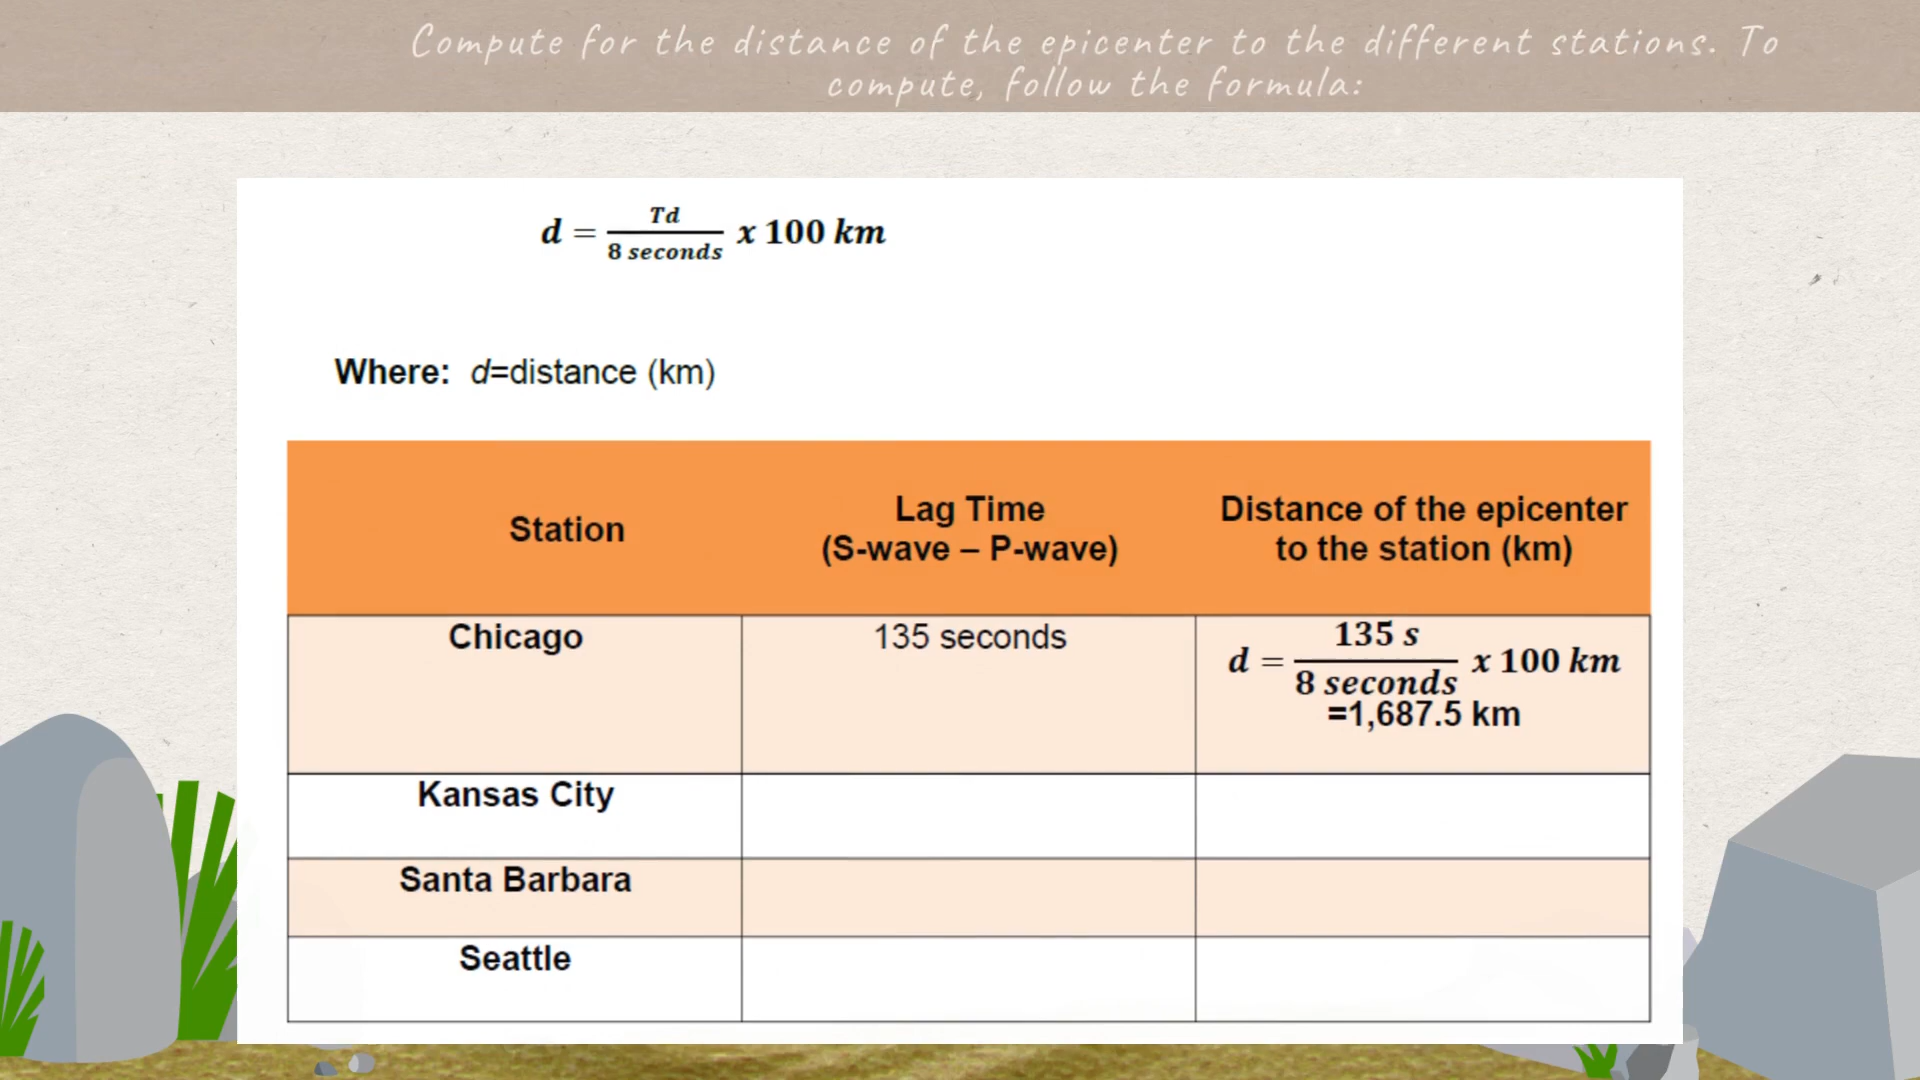 Compute for the distance of the epicenter to the different stations. To
compute, follow the formula:
d = Td / 8 seconds x 100 km
Where: d=distance (km)
Station
Lag Time
(S-wave – P-wave)
Distance of the epicenter
to the station (km)
Chicago
135 seconds
d = 135 s / 8 seconds x 100 km
=1,687.5 km
Kansas City
Santa Barbara
Seattle